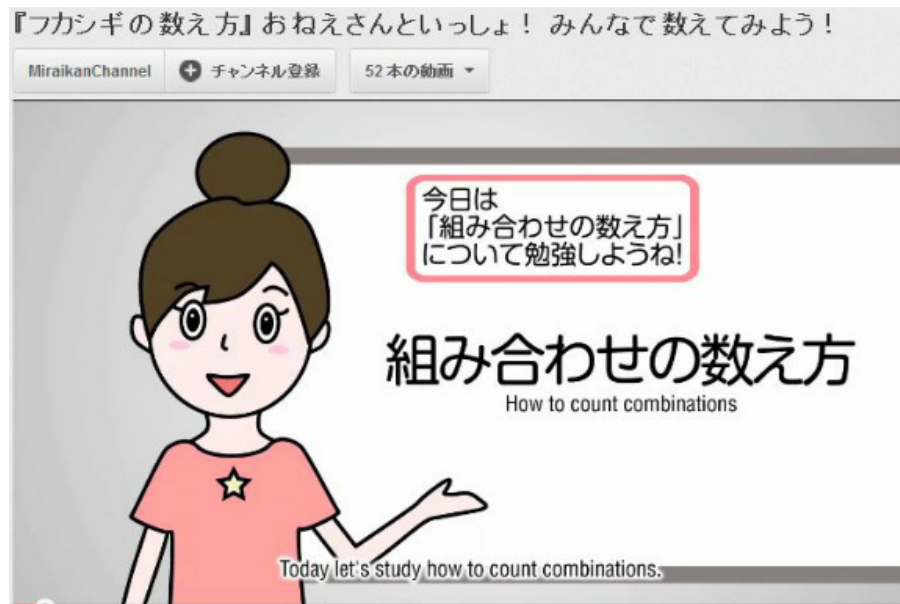 『フカシギの数え方』 おねえさんといっしょ！ みんなで数えてみよう！
MiraikanChannel チャンネル登録 52 本の動画
今日は
「組み合わせの数え方」
について勉強しようね!
組み合わせの数え方
How to count combinations
Today let's study how to count combinations.